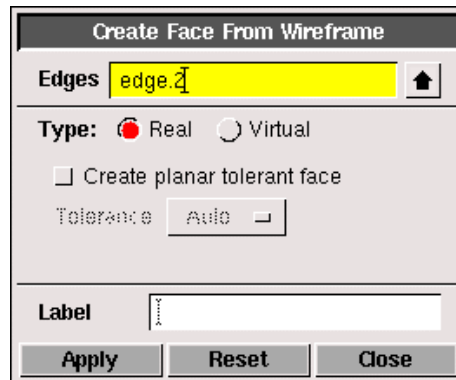 Create Face From Wireframe
Edges edge.2
Type: Real Virtual
Create planar tolerant face
Tolerance Auto
Label
Apply Reset Close